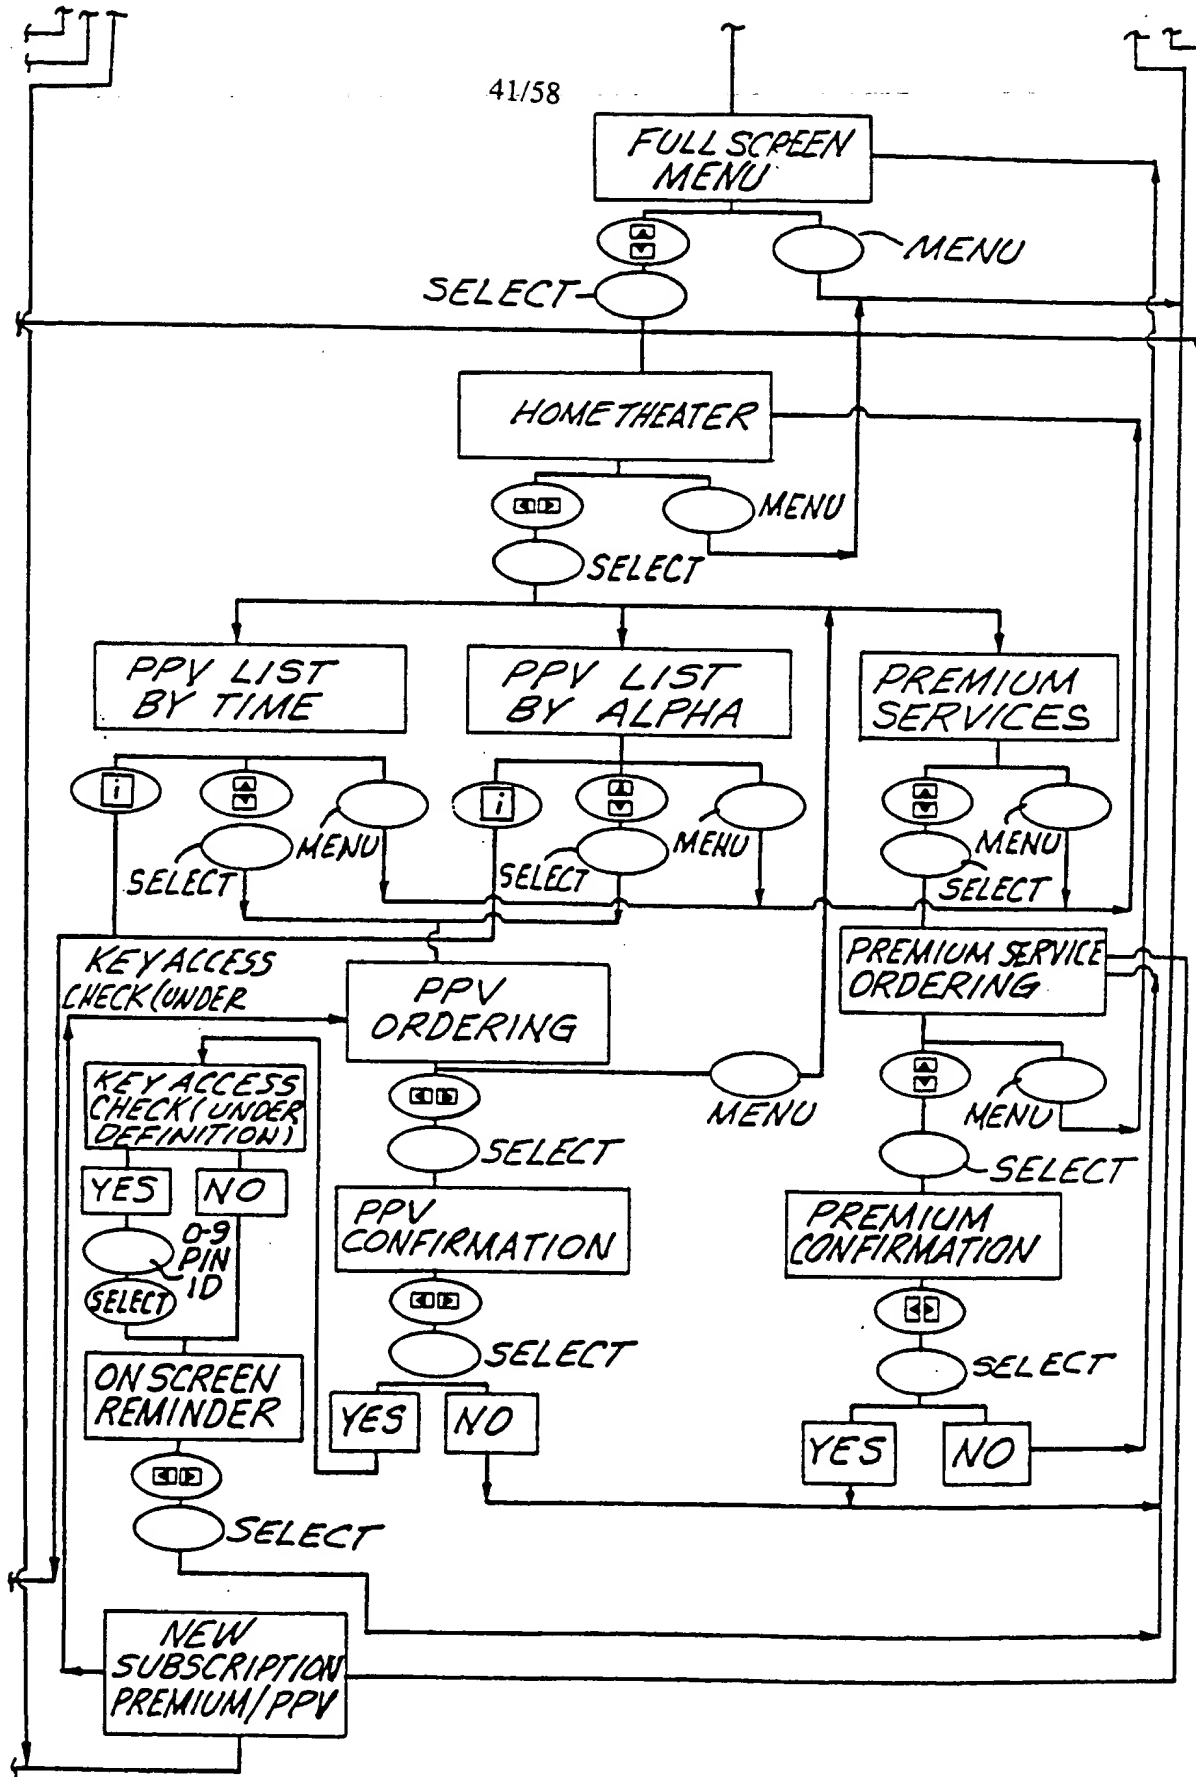 41/58
FULL SCREEN
MENU
MENU
SELECT
HOME THEATER
MENU
SELECT
PPV LIST
BY TIME
PPV LIST
BY ALPHA
PREMIUM
SERVICES
i
i
MENU
SELECT
MENU
SELECT
MENU
SELECT
KEY ACCESS
CHECK (UNDER
PPV
ORDERING
PREMIUM SERVICE
ORDERING
KEY ACCESS
CHECK (UNDER
DEFINITION)
MENU
MENU
SELECT
SELECT
YES
NO
PPV
CONFIRMATION
PREMIUM
CONFIRMATION
0-9
PIN
ID
SELECT
SELECT
SELECT
ON SCREEN
REMINDER
YES
NO
YES
NO
SELECT
NEW
SUBSCRIPTION
PREMIUM/PPV